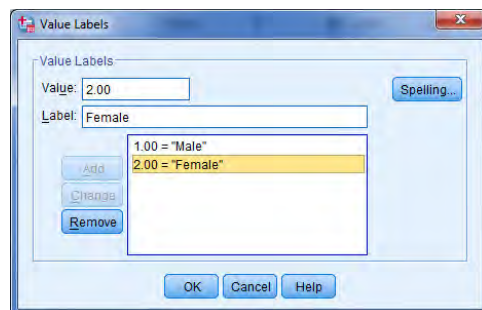 Value Labels
Value Labels
Value: 2.00
Spelling...
Label: Female
1.00 = "Male"
2.00 = "Female"
Add
Change
Remove
OK Cancel Help